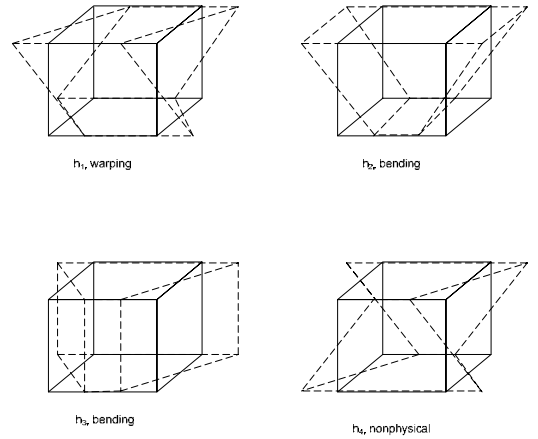 h₁, warping
h₂, bending
h₃, bending
h₄, nonphysical